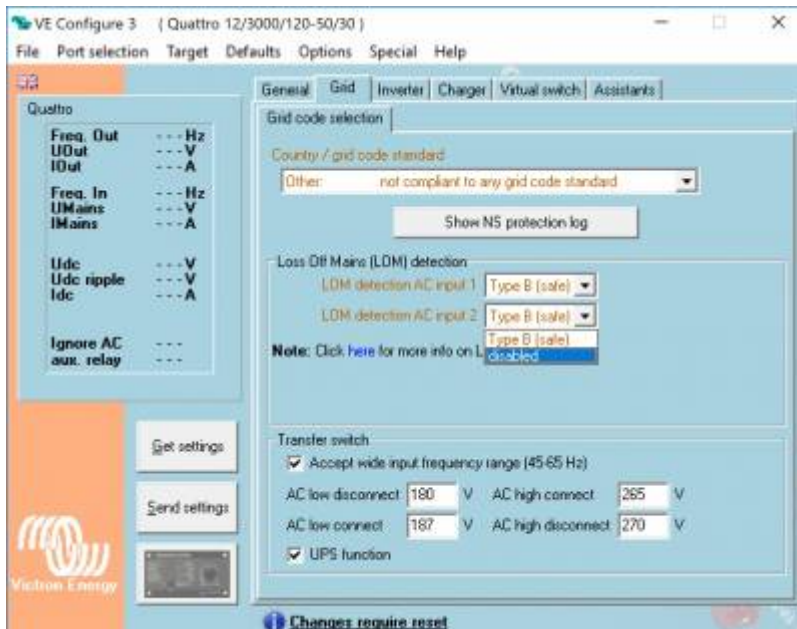 VE Configure 3 ( Quattro 12/3000/120-50/30 )
File Port selection Target Defaults Options Special Help
General Grid Inverter Charger Virtual switch Assistants
Quattro
Freq. Out ---Hz
UOut ---V
IOut ---A
Freq. In ---Hz
UMains ---V
IMains ---A
Udc ---V
Udc ripple ---V
Idc ---A
Ignore AC ---
aux. relay ---
Get settings
Send settings
Victron Energy
Grid code selection
Country / grid code standard
Other: not compliant to any grid code standard
Show NS protection log
Loss Off Mains (LOM) detection
LOM detection AC input 1 Type B (safe)
LOM detection AC input 2 Type B (safe)
Type B (safe)
disabled
Note: Click here for more info on L
Transfer switch
Accept wide input frequency range (45-65 Hz)
AC low disconnect 180 V AC high connect 265 V
AC low connect 187 V AC high disconnect 270 V
UPS function
Changes require reset